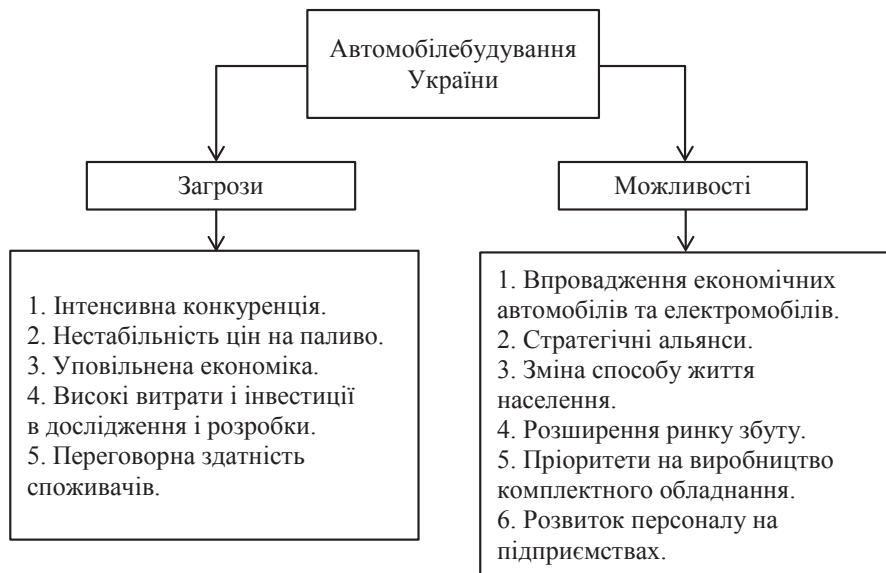 Автомобілебудування
України
Загрози
Можливості
1. Інтенсивна конкуренція.
2. Нестабільність цін на паливо.
3. Уповільнена економіка.
4. Високі витрати і інвестиції
в дослідження і розробки.
5. Переговорна здатність
споживачів.
1. Впровадження економічних
автомобілів та електромобілів.
2. Стратегічні альянси.
3. Зміна способу життя
населення.
4. Розширення ринку збуту.
5. Пріоритети на виробництво
комплектного обладнання.
6. Розвиток персоналу на
підприємствах.